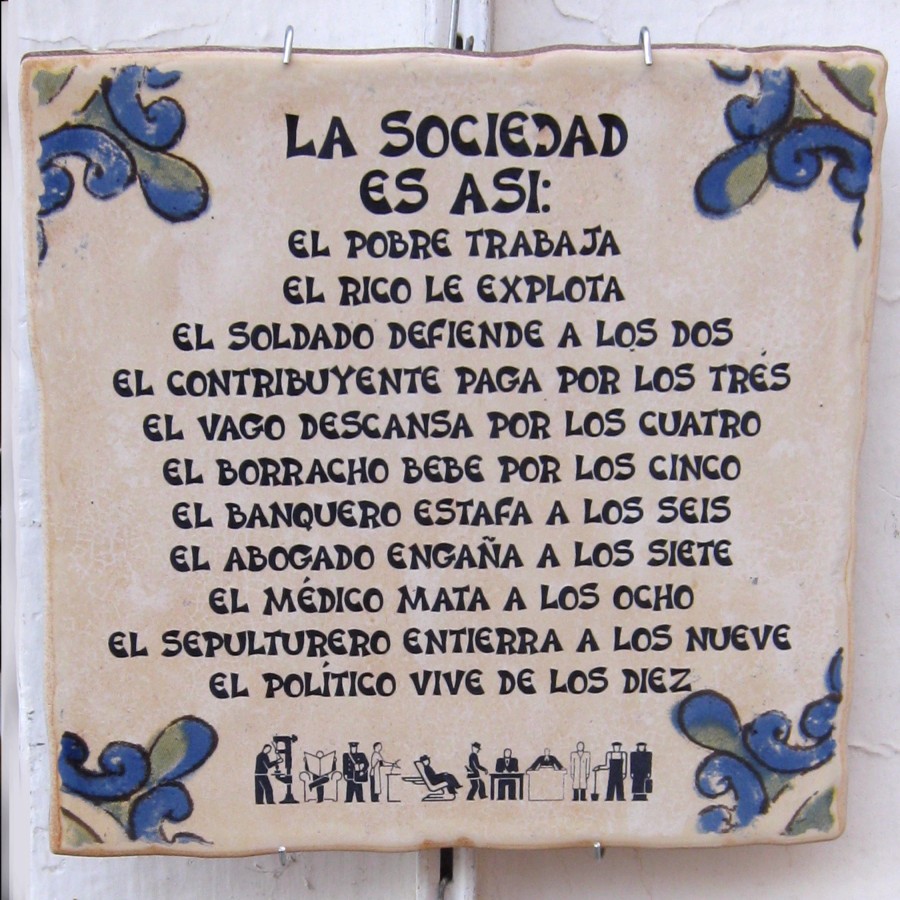 LA SOCIEDAD
ES ASI:
EL POBRE TRABAJA
EL RICO LE EXPLOTA
EL SOLDADO DEFIENDE A LOS DOS
EL CONTRIBUYENTE PAGA POR LOS TRÉS
EL VAGO DESCANSA POR LOS CUATRO
EL BORRACHO BEBE POR LOS CINCO
EL BANQUERO ESTAFA A LOS SEIS
EL ABOGADO ENGAÑA A LOS SIETE
EL MÉDICO MATA A LOS OCHO
EL SEPULTURERO ENTIERRA A LOS NUEVE
EL POLÍTICO VIVE DE LOS DIEZ